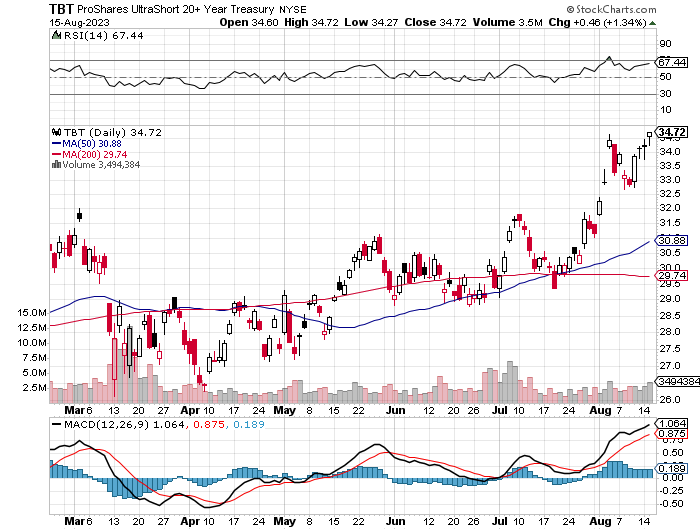 TBT ProShares UltraShort 20+ Year Treasury NYSE © StockCharts.com
15-Aug-2023 Open 34.60 High 34.72 Low 34.27 Close 34.72 Volume 3.5M Chg +0.46 (+1.34%)
RSI(14) 67.44
90
67.44
50
30
10
TBT (Daily) 34.72
MA(50) 30.88
MA(200) 29.74
Volume 3,494,384
34.72
34.5
34.0
33.5
33.0
32.5
32.0
31.5
31.0
30.88
30.5
30.0
29.74
29.5
29.0
28.5
28.0
27.5
27.0
26.5
3494384
26.0
15.0M
12.5M
10.0M
7.5M
5.0M
2.5M
Mar 6 13 20 27 Apr 10 17 24 May 8 15 22 Jun 12 20 26 Jul 10 17 24 Aug 7 14
MACD(12,26,9) 1.064, 0.875, 0.189
1.064
0.875
0.50
0.25
0.189
0.00
-0.25
-0.50
Mar 6 13 20 27 Apr 10 17 24 May 8 15 22 Jun 12 20 26 Jul 10 17 24 Aug 7 14